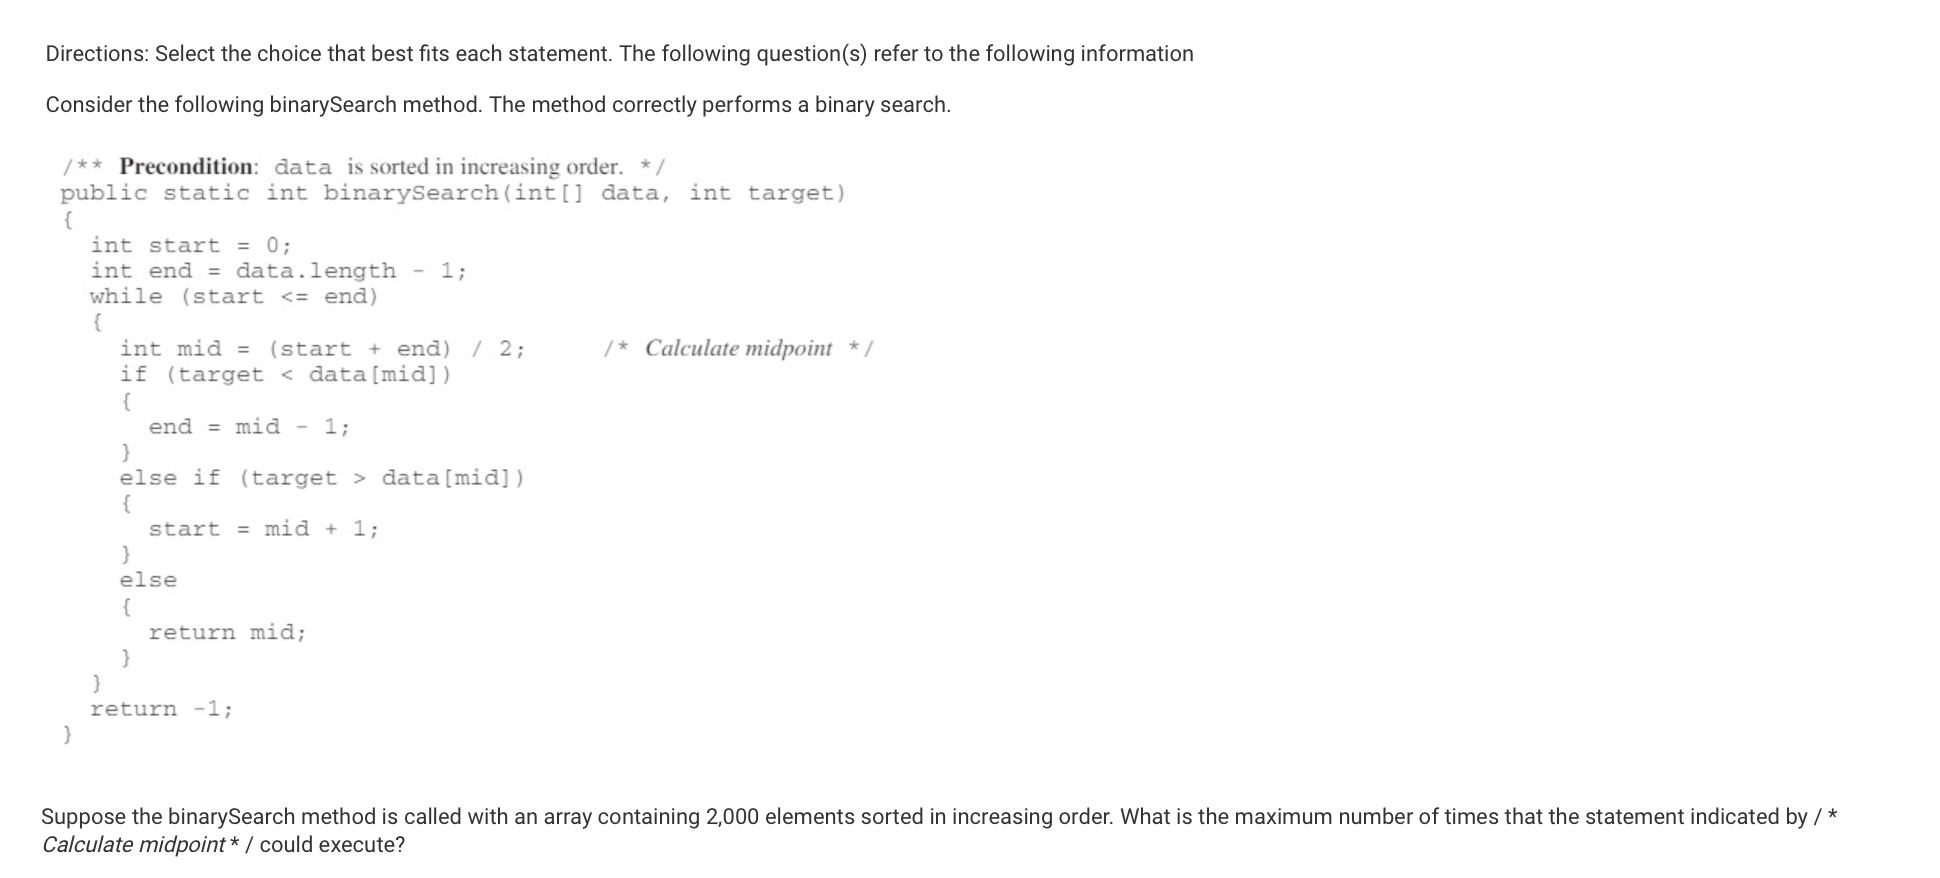 Directions: Select the choice that best fits each statement. The following question(s) refer to the following information
Consider the following binarySearch method. The method correctly performs a binary search.
/** Precondition: data is sorted in increasing order. */
public static int binarySearch(int[] data, int target)
{
int start = 0;
int end = data.length - 1;
while (start <= end)
{
int mid = (start + end) / 2; /* Calculate midpoint */
if (target < data[mid])
{
end = mid - 1;
}
else if (target > data[mid])
{
start = mid + 1;
}
else
{
return mid;
}
}
return -1;
}
Suppose the binarySearch method is called with an array containing 2,000 elements sorted in increasing order. What is the maximum number of times that the statement indicated by / *
Calculate midpoint * / could execute?